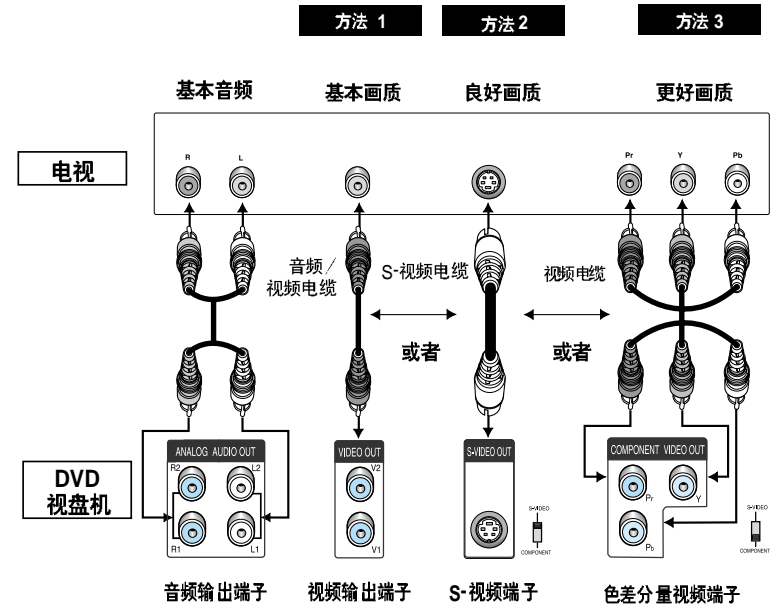 方法 1
方法 2
方法 3
基本音频
基本画质
良好画质
更好画质
电视
R
L
Pr
Y
Pb
音频/
视频电缆
S-视频电缆
视频电缆
或者
或者
DVD
视盘机
ANALOG AUDIO OUT
R2
L2
R1
L1
VIDEO OUT
V2
V1
S-VIDEO OUT
S-VIDEO
COMPONENT
COMPONENT VIDEO OUT
Pr
Y
Pb
S-VIDEO
COMPONENT
音频输出端子
视频输出端子
S-视频端子
色差分量视频端子